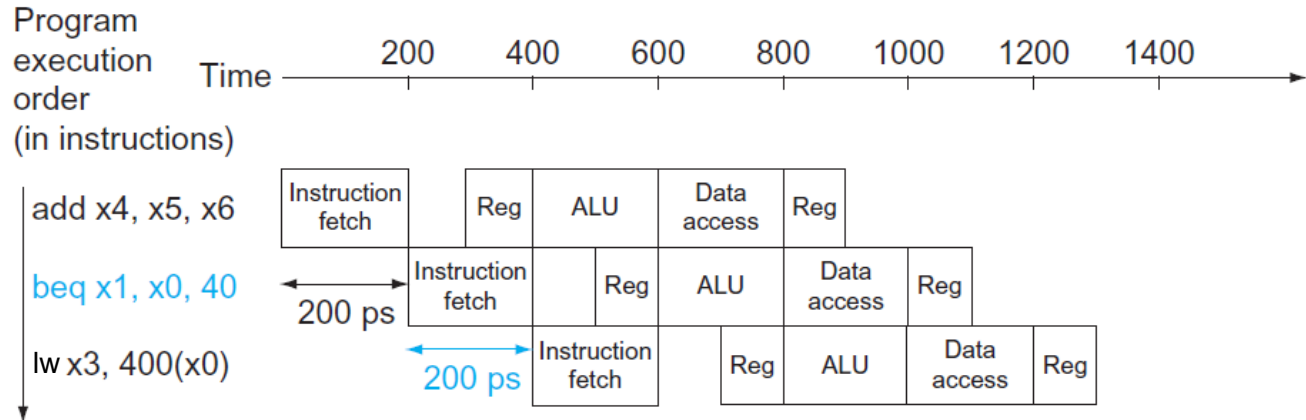 Program
execution
order
(in instructions)
Time
200 400 600 800 1000 1200 1400
add x4, x5, x6
Instruction
fetch
Reg
ALU
Data
access
Reg
beq x1, x0, 40
200 ps
Instruction
fetch
Reg
ALU
Data
access
Reg
lw x3, 400(x0)
200 ps
Instruction
fetch
Reg
ALU
Data
access
Reg